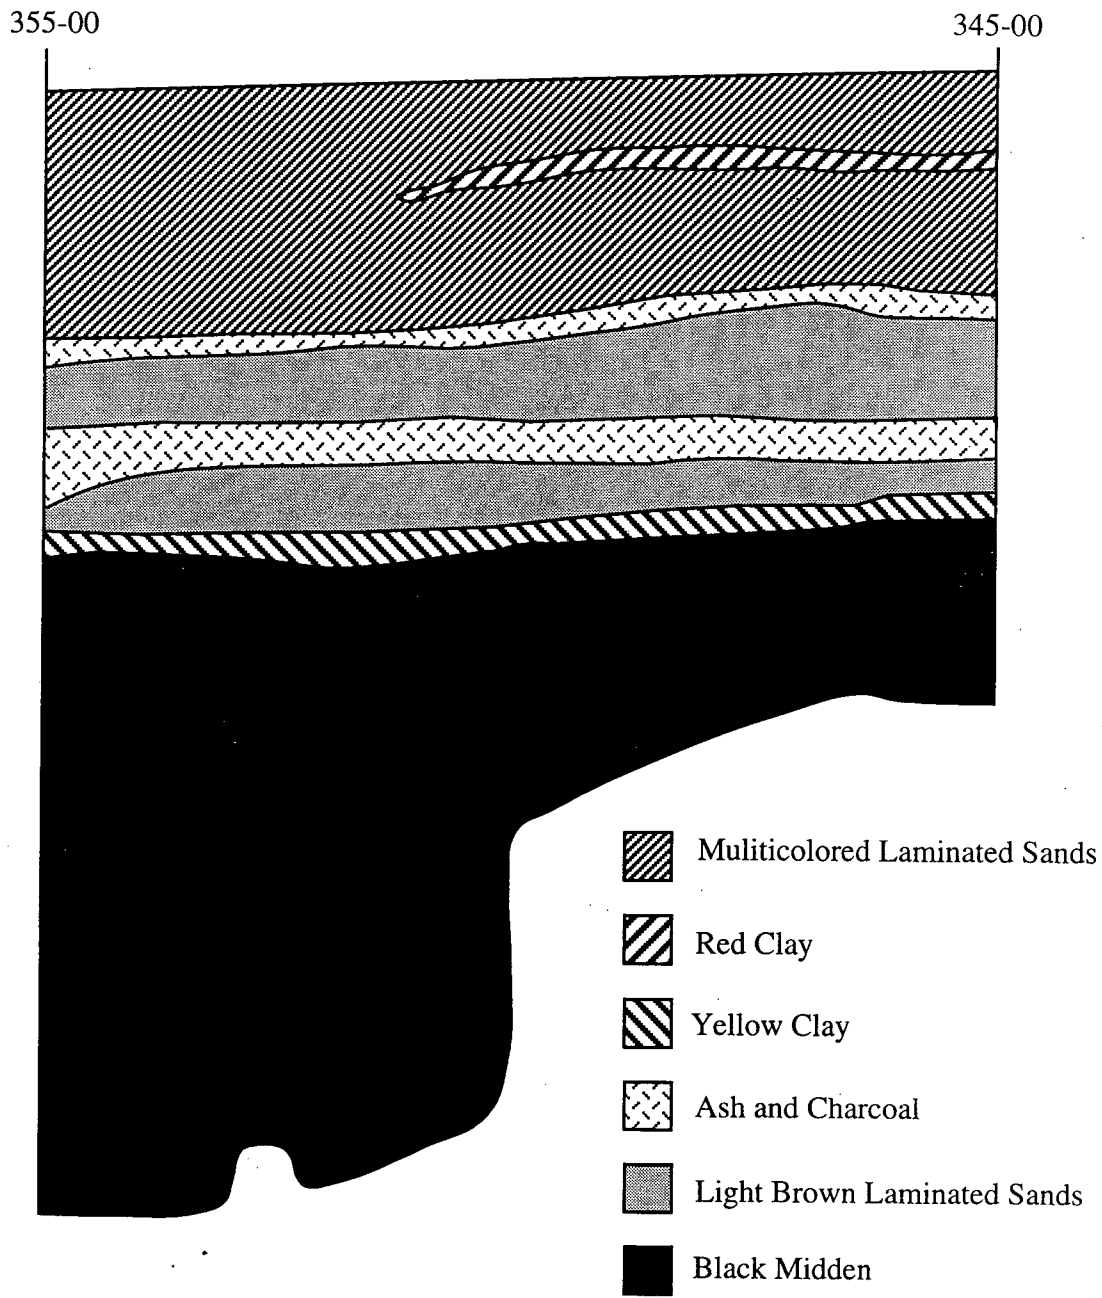 355-00
345-00
Muliticolored Laminated Sands
Red Clay
Yellow Clay
Ash and Charcoal
Light Brown Laminated Sands
Black Midden